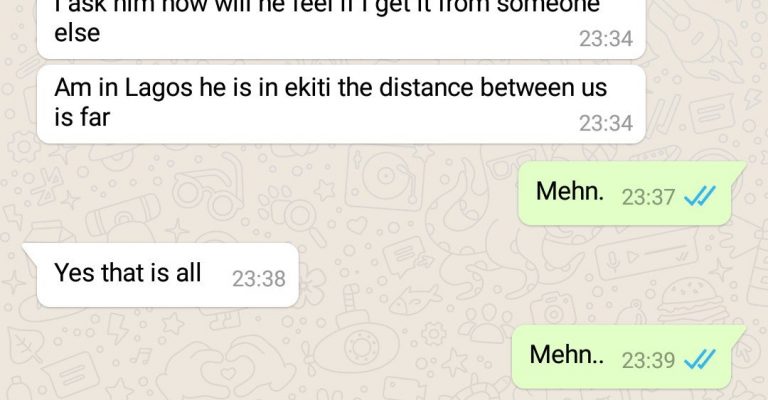 I ask him how will he feel if I get it from someone
else
23:34
Am in Lagos he is in ekiti the distance between us
is far
23:34
Mehn. 23:37
Yes that is all 23:38
Mehn.. 23:39